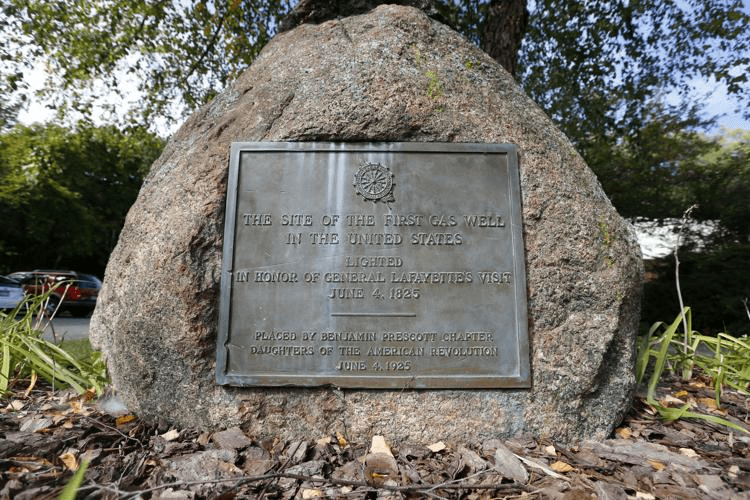 THE SITE OF THE FIRST GAS WELL
IN THE UNITED STATES
LIGHTED
IN HONOR OF GENERAL LAFAYETTE'S VISIT
JUNE 4, 1825
PLACED BY BENJAMIN PRESCOTT CHAPTER
DAUGHTERS OF THE AMERICAN REVOLUTION
JUNE 4, 1925